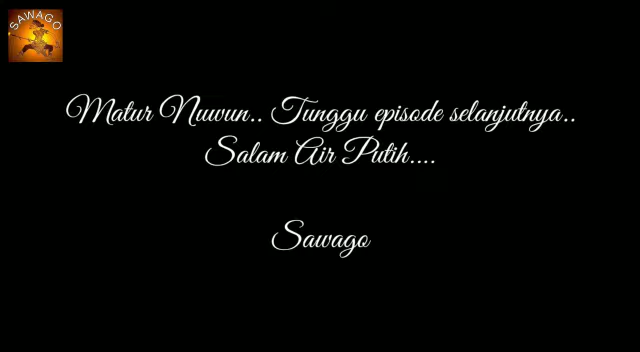 SAWAGO
Matur Nuwun.. Tunggu episode selanjutnya..
Salam Air Putih....
Sawago